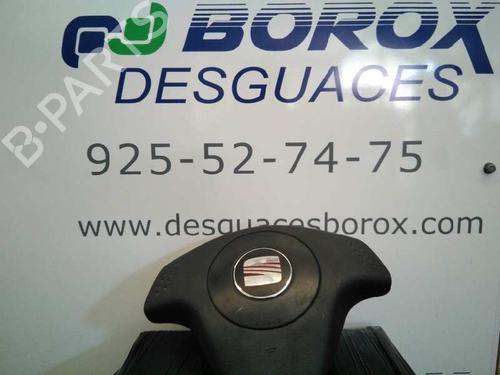 BOROX
DESGUACES
925-52-74-75
www.desguacesborox.com
B-PARTS